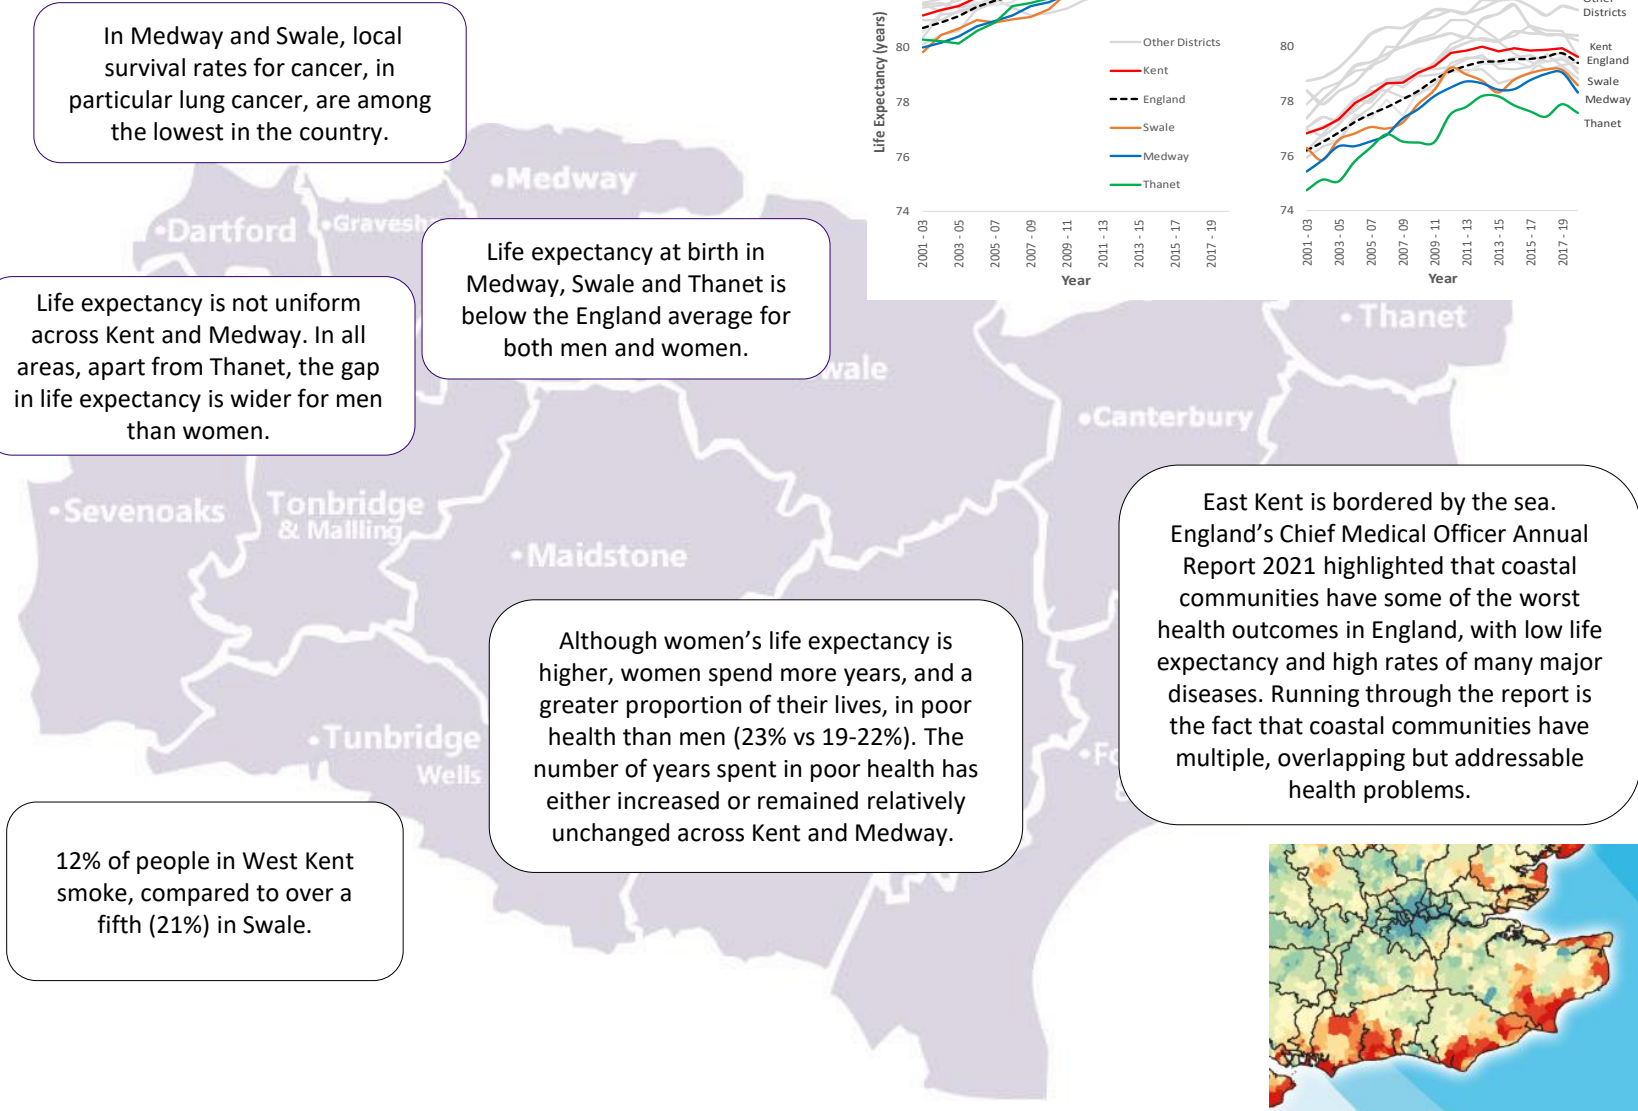 In Medway and Swale, local
survival rates for cancer, in
particular lung cancer, are among
the lowest in the country.
Life expectancy at birth in
Medway, Swale and Thanet is
below the England average for
both men and women.
Life expectancy is not uniform
across Kent and Medway. In all
areas, apart from Thanet, the gap
in life expectancy is wider for men
than women.
Although women’s life expectancy is
higher, women spend more years, and a
greater proportion of their lives, in poor
health than men (23% vs 19-22%). The
number of years spent in poor health has
either increased or remained relatively
unchanged across Kent and Medway.
East Kent is bordered by the sea.
England’s Chief Medical Officer Annual
Report 2021 highlighted that coastal
communities have some of the worst
health outcomes in England, with low life
expectancy and high rates of many major
diseases. Running through the report is
the fact that coastal communities have
multiple, overlapping but addressable
health problems.
12% of people in West Kent
smoke, compared to over a
fifth (21%) in Swale.
Life Expectancy (years)
80
78
76
74
Other Districts
Kent
England
Swale
Medway
Thanet
2001 - 03
2003 - 05
2005 - 07
2007 - 09
2009 - 11
2011 - 13
2013 - 15
2015 - 17
2017 - 19
Year
80
78
76
74
Districts
Kent
England
Swale
Medway
Thanet
2001 - 03
2003 - 05
2005 - 07
2007 - 09
2009 - 11
2011 - 13
2013 - 15
2015 - 17
2017 - 19
Year
Medway
Dartford
Thanet
Canterbury
Sevenoaks
Tonbridge
& Malling
Maidstone
Tunbridge
Wells